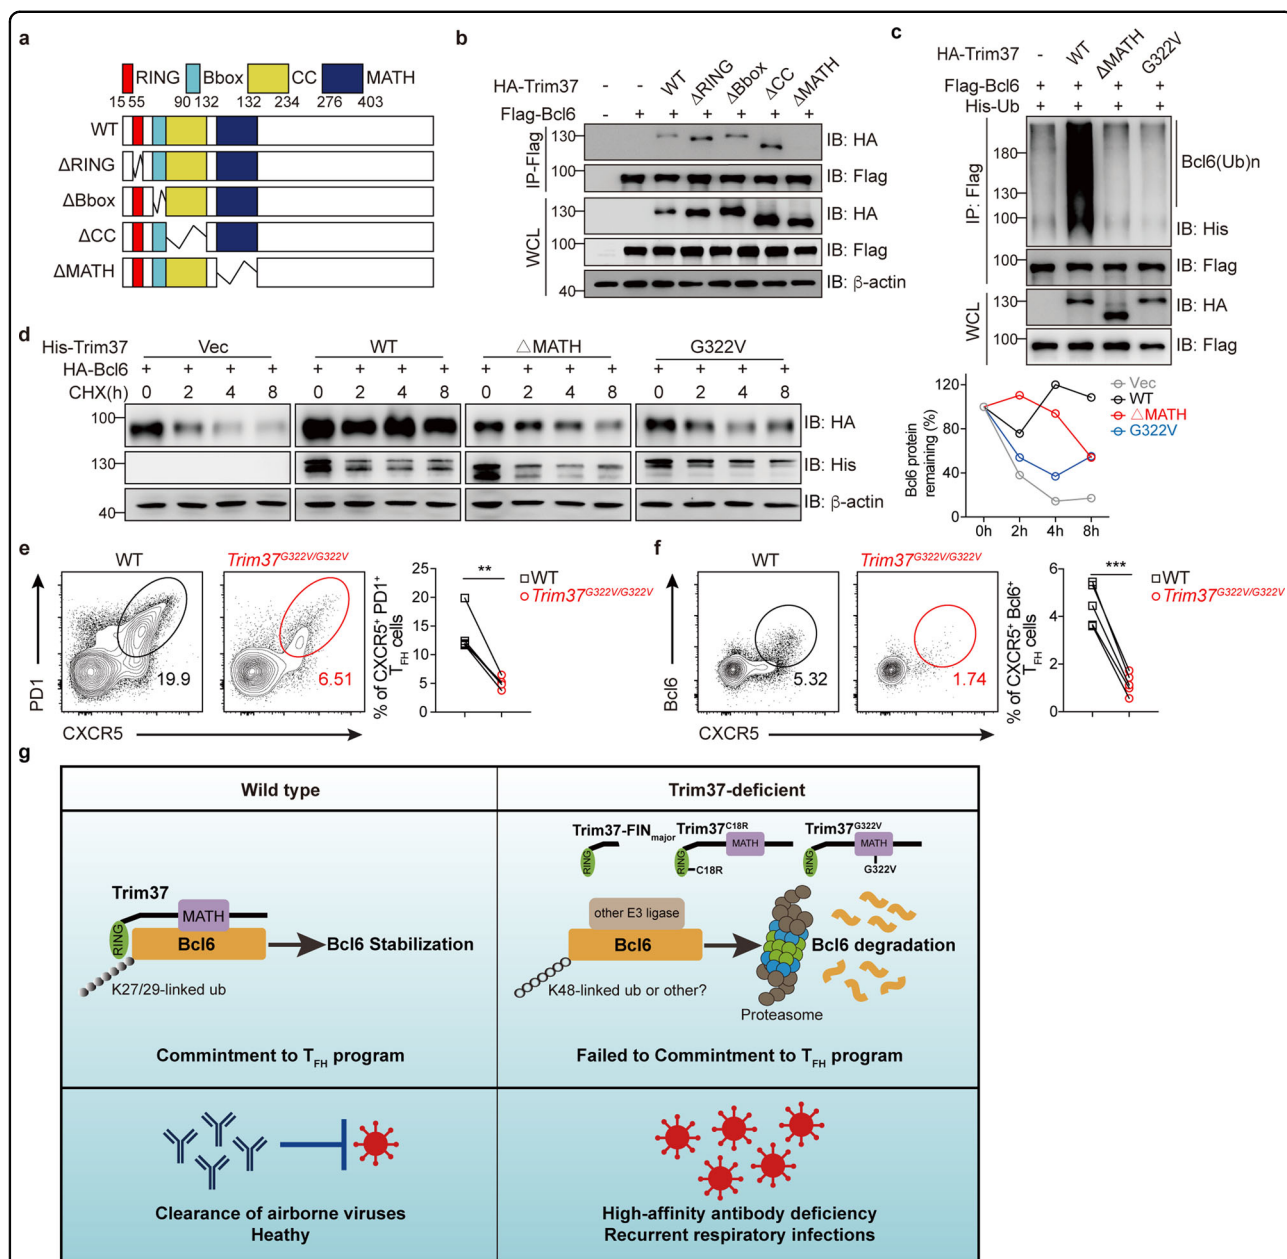 a
RING Bbox CC MATH
15 55 90 132 132 234 276 403
WT
ΔRING
ΔBbox
ΔCC
ΔMATH
b
HA-Trim37 - - WT ΔRING ΔBbox ΔCC ΔMATH
Flag-Bcl6 - + + + + + +
IP-Flag
130 IB: HA
100 IB: Flag
WCL
130 IB: HA
100 IB: Flag
40 IB: β-actin
c
HA-Trim37 - WT ΔMATH G322V
Flag-Bcl6 + + + +
His-Ub + + + +
IP: Flag
180
130
100
Bcl6(Ub)n
IB: His
100 IB: Flag
WCL
130 IB: HA
100 IB: Flag
d
His-Trim37 Vec WT △MATH G322V
HA-Bcl6 + + + + + + + + + + + + + + + +
CHX(h) 0 2 4 8 0 2 4 8 0 2 4 8 0 2 4 8
100 IB: HA
130 IB: His
40 IB: β-actin
Bcl6 protein
remaining (%)
120
80
40
0
0h 2h 4h 8h
Vec
WT
△MATH
G322V
e
WT Trim37G322V/G322V
PD1
19.9 6.51
CXCR5
% of CXCR5+ PD1+
TFH cells
25
20
15
10
5
0
**
WT
Trim37G322V/G322V
f
WT Trim37G322V/G322V
Bcl6
5.32 1.74
CXCR5
% of CXCR5+ Bcl6+
TFH cells
6
4
2
0
***
WT
Trim37G322V/G322V
g
Wild type Trim37-deficient
Trim37
MATH
RING
Bcl6
Bcl6 Stabilization
K27/29-linked ub
Commintment to TFH program
Trim37-FINmajor Trim37C18R Trim37G322V
RING
RING MATH
C18R
RING MATH
G322V
other E3 ligase
Bcl6
Bcl6 degradation
K48-linked ub or other?
Proteasome
Failed to Commintment to TFH program
Clearance of airborne viruses
Heathy
High-affinity antibody deficiency
Recurrent respiratory infections